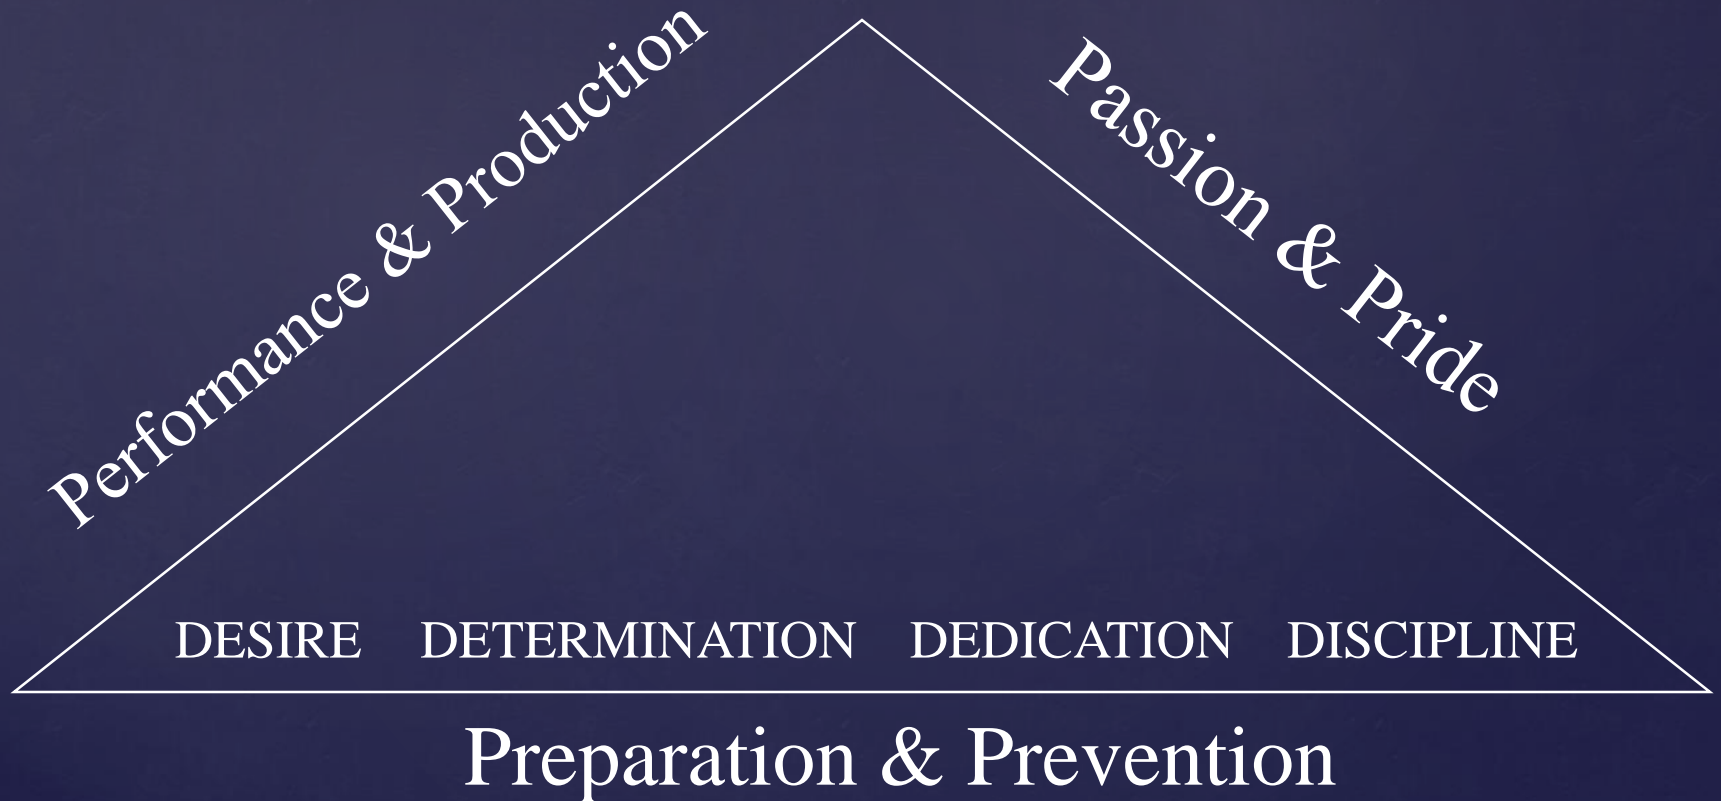 Performance & Production
Passion & Pride
DESIRE DETERMINATION DEDICATION DISCIPLINE
Preparation & Prevention